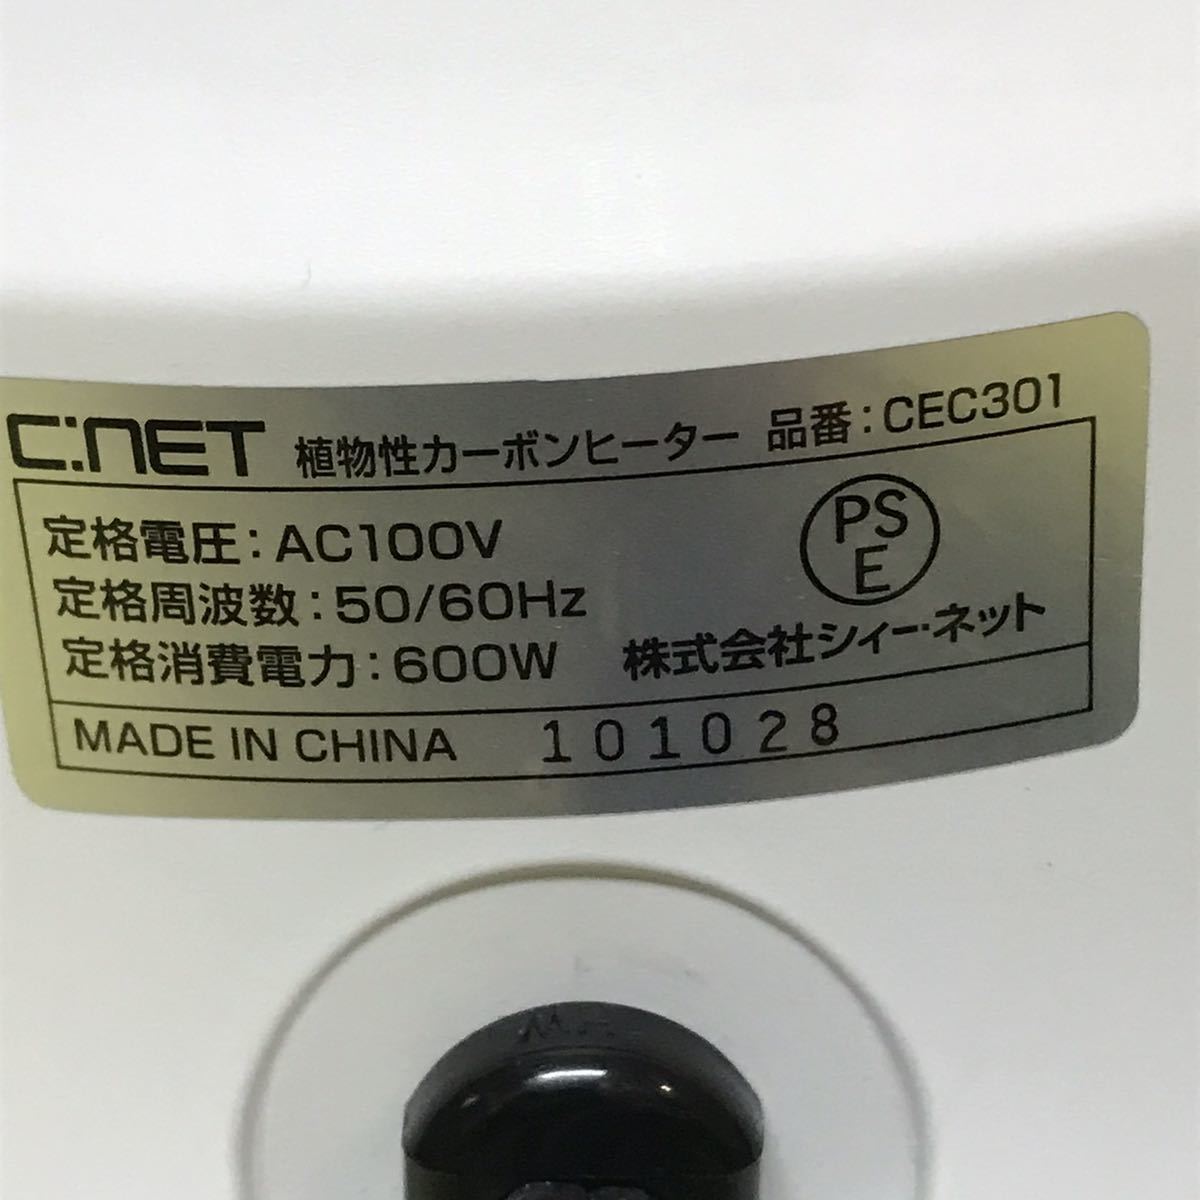 C:NET 植物性カーボンヒーター 品番:CEC301
定格電圧:AC100V
定格周波数:50/60Hz
定格消費電力:600W
PS
E
株式会社シィー・ネット
MADE IN CHINA 101028